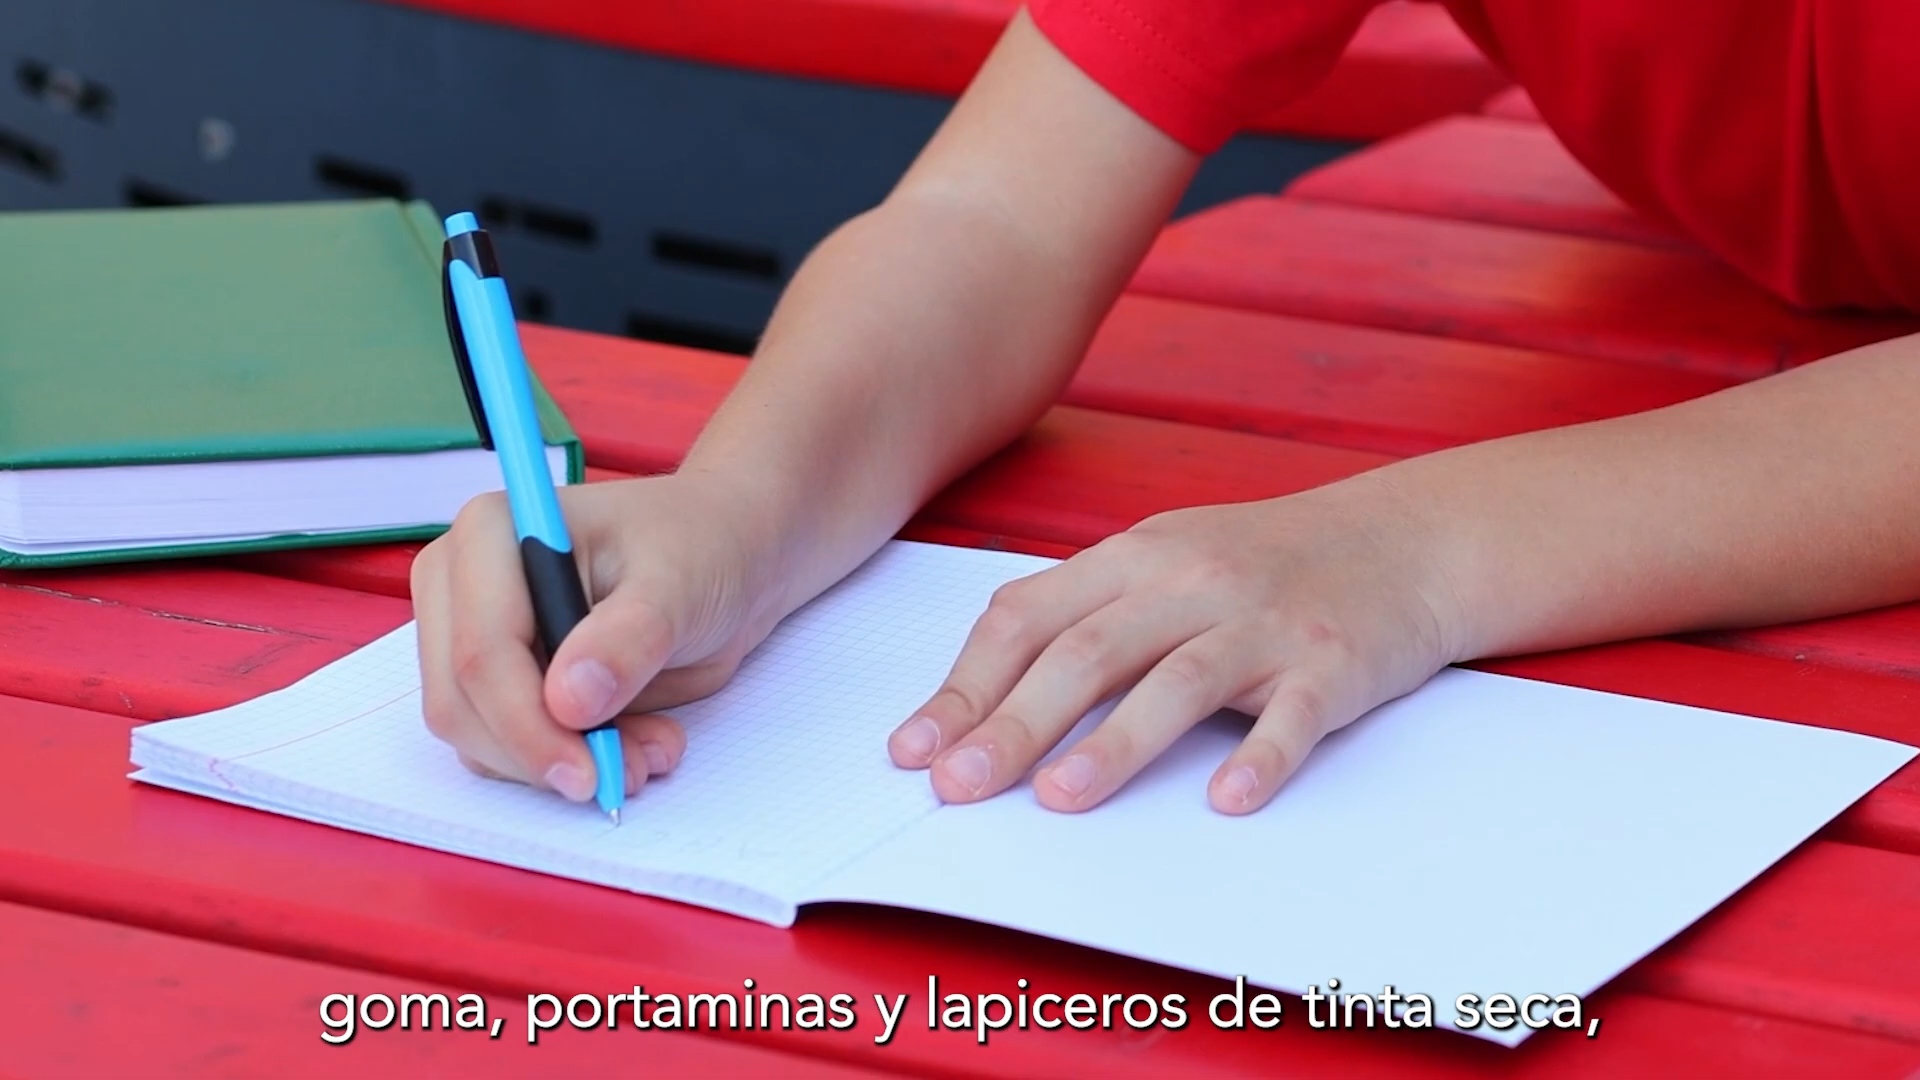 goma, portaminas y lapiceros de tinta seca,